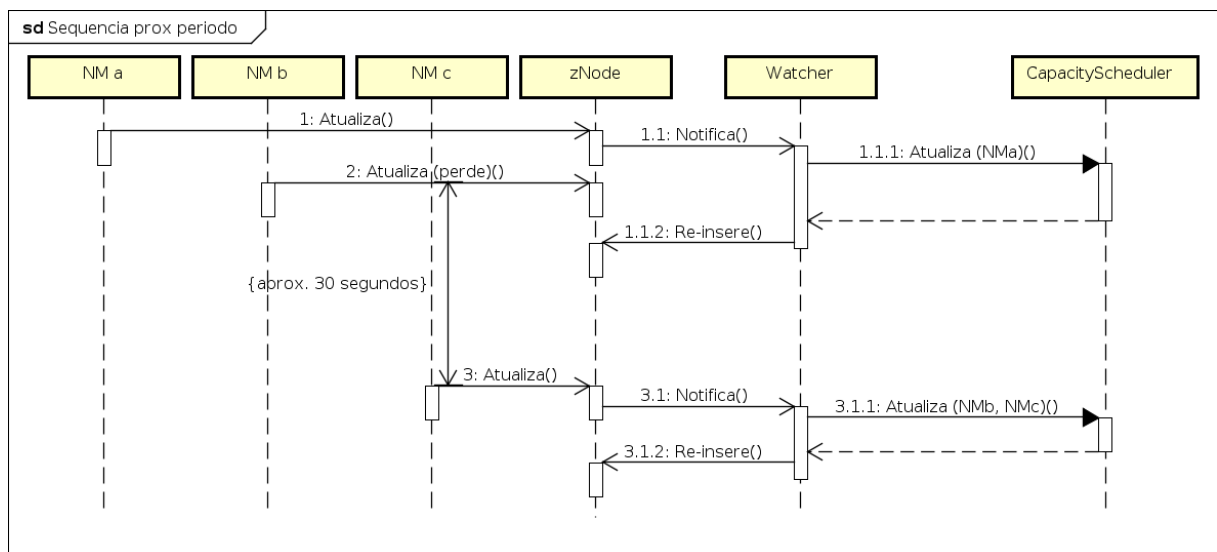 sd Sequencia prox periodo
NM a
NM b
NM c
zNode
Watcher
CapacityScheduler
1: Atualiza()
1.1: Notifica()
1.1.1: Atualiza (NMa)()
2: Atualiza (perde)()
1.1.2: Re-insere()
{aprox. 30 segundos}
3: Atualiza()
3.1: Notifica()
3.1.1: Atualiza (NMb, NMc)()
3.1.2: Re-insere()